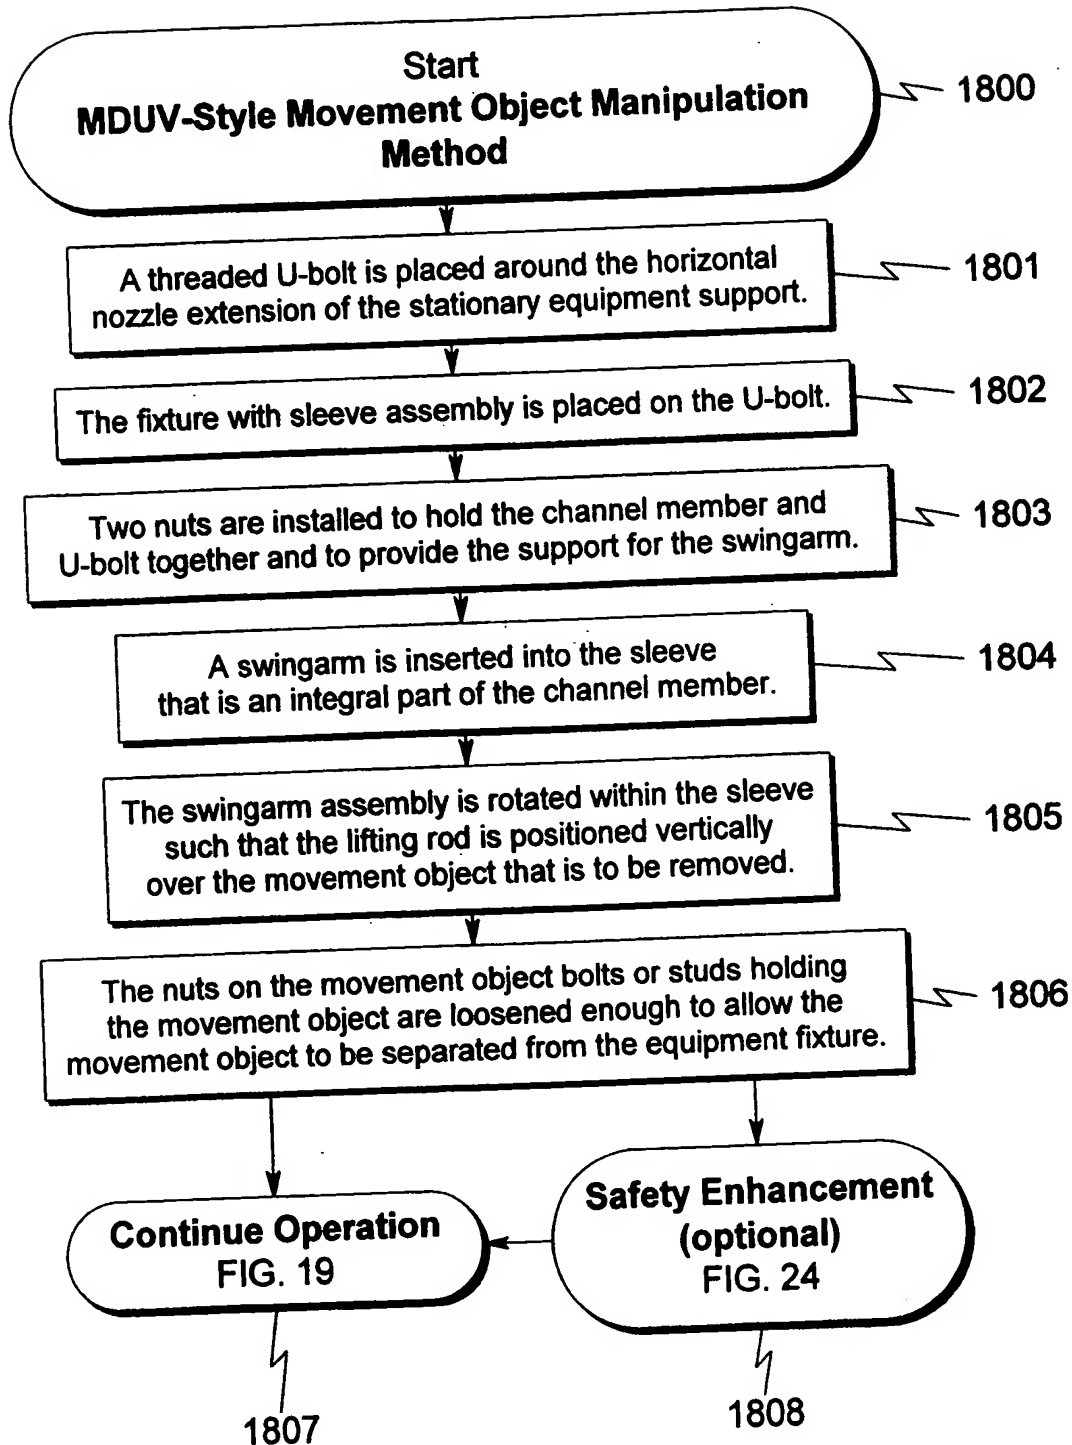 Start
MDUV-Style Movement Object Manipulation
Method
1800
A threaded U-bolt is placed around the horizontal
nozzle extension of the stationary equipment support.
1801
The fixture with sleeve assembly is placed on the U-bolt.
1802
Two nuts are installed to hold the channel member and
U-bolt together and to provide the support for the swingarm.
1803
A swingarm is inserted into the sleeve
that is an integral part of the channel member.
1804
The swingarm assembly is rotated within the sleeve
such that the lifting rod is positioned vertically
over the movement object that is to be removed.
1805
The nuts on the movement object bolts or studs holding
the movement object are loosened enough to allow the
movement object to be separated from the equipment fixture.
1806
Continue Operation
FIG. 19
Safety Enhancement
(optional)
FIG. 24
1807
1808